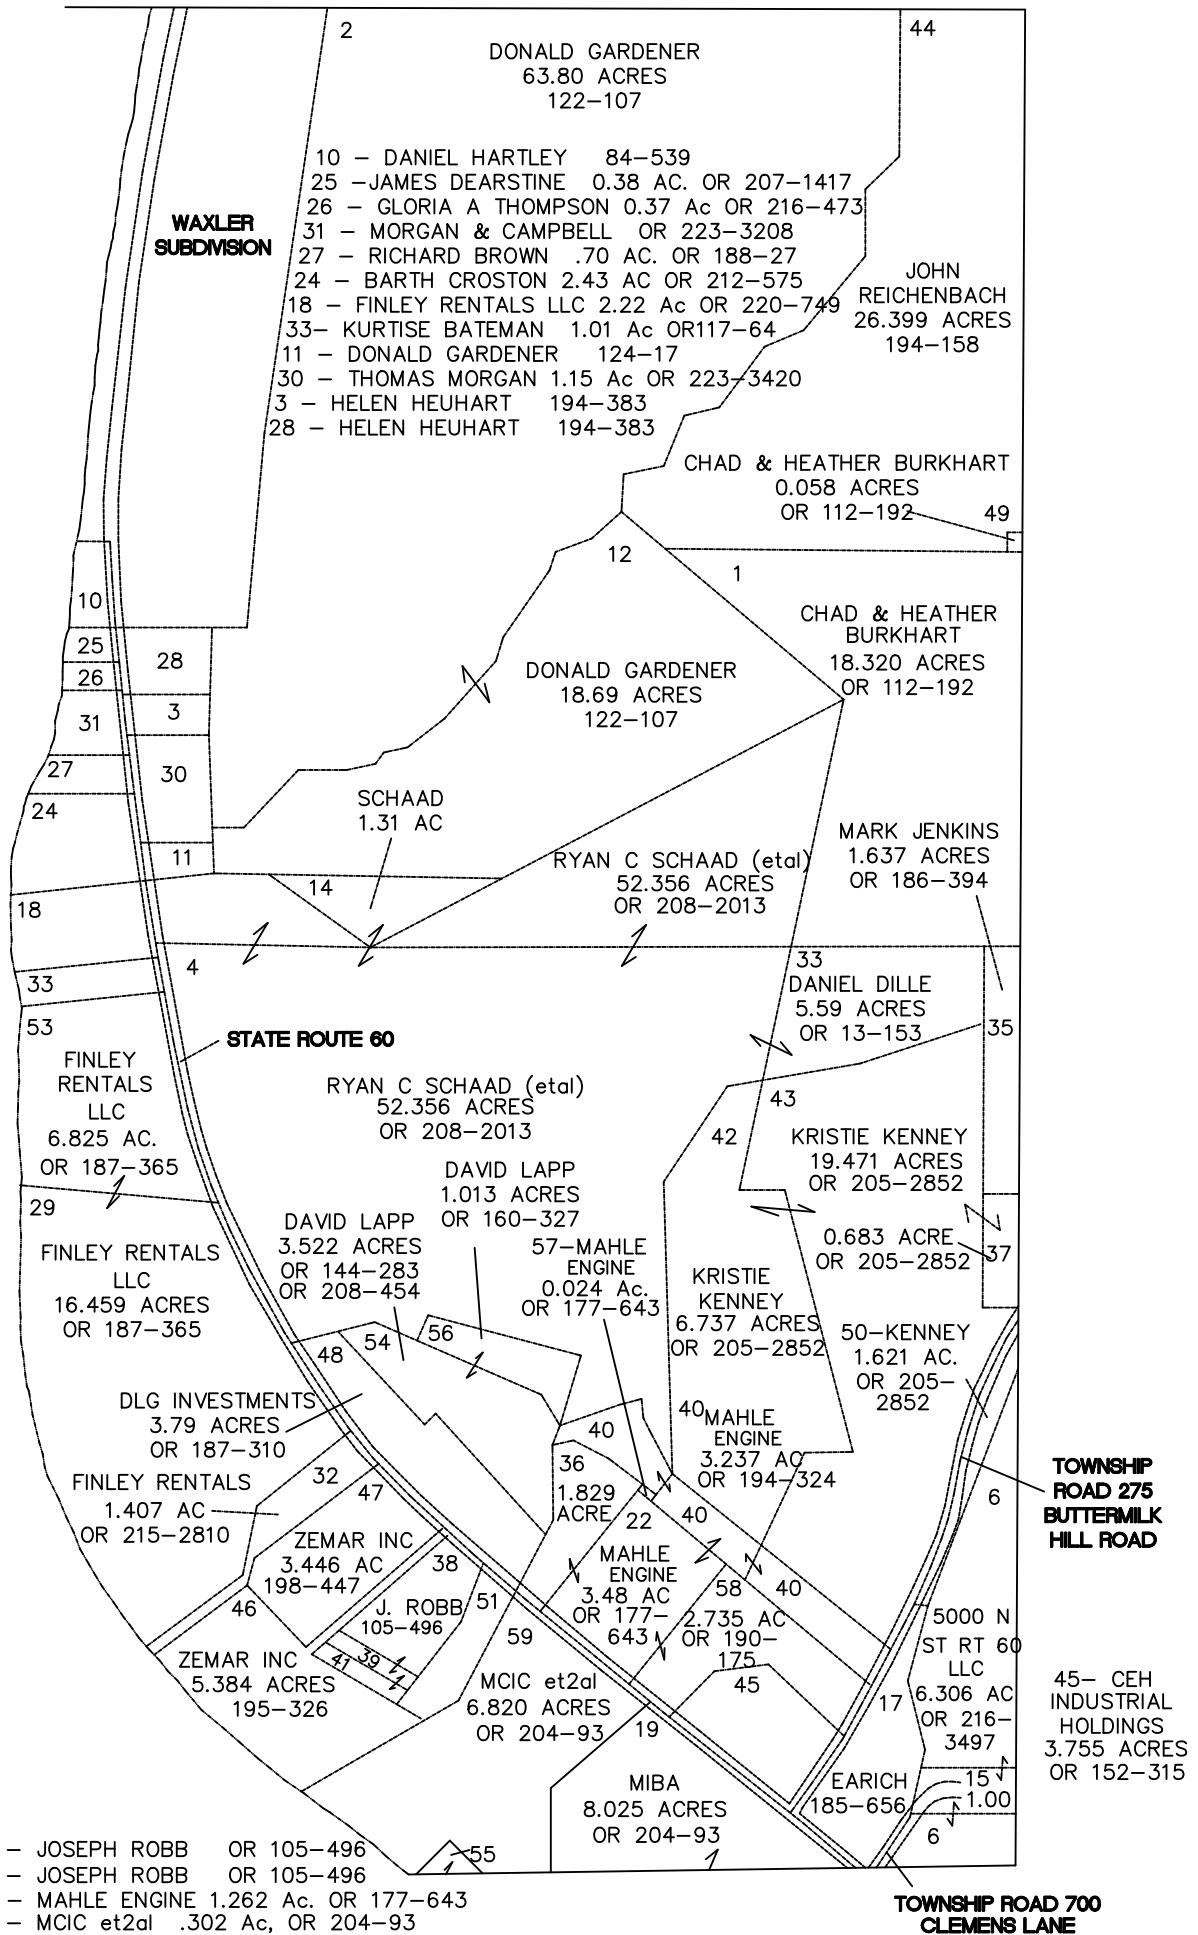 2
44
DONALD GARDENER
63.80 ACRES
122-107
10 - DANIEL HARTLEY 84-539
25 -JAMES DEARSTINE 0.38 AC. OR 207-1417
26 - GLORIA A THOMPSON 0.37 Ac OR 216-473
31 - MORGAN & CAMPBELL OR 223-3208
27 - RICHARD BROWN .70 AC. OR 188-27
24 - BARTH CROSTON 2.43 AC OR 212-575
18 - FINLEY RENTALS LLC 2.22 Ac OR 220-749
33- KURTISE BATEMAN 1.01 Ac OR117-64
11 - DONALD GARDENER 124-17
30 - THOMAS MORGAN 1.15 Ac OR 223-3420
3 - HELEN HEUHART 194-383
28 - HELEN HEUHART 194-383
WAXLER
SUBDIVISION
JOHN
REICHENBACH
26.399 ACRES
194-158
CHAD & HEATHER BURKHART
0.058 ACRES
OR 112-192
49
12
1
CHAD & HEATHER
BURKHART
18.320 ACRES
OR 112-192
10
25
26
31
27
24
28
3
30
11
DONALD GARDENER
18.69 ACRES
122-107
SCHAAD
1.31 AC
14
RYAN C SCHAAD (etal)
52.356 ACRES
OR 208-2013
MARK JENKINS
1.637 ACRES
OR 186-394
18
33
53
4
33
DANIEL DILLE
5.59 ACRES
OR 13-153
35
STATE ROUTE 60
FINLEY
RENTALS
LLC
6.825 AC.
OR 187-365
RYAN C SCHAAD (etal)
52.356 ACRES
OR 208-2013
43
42
KRISTIE KENNEY
19.471 ACRES
OR 205-2852
0.683 ACRE
OR 205-2852
37
29
FINLEY RENTALS
LLC
16.459 ACRES
OR 187-365
DAVID LAPP
1.013 ACRES
OR 160-327
DAVID LAPP
3.522 ACRES
OR 144-283
OR 208-454
57-MAHLE
ENGINE
0.024 Ac.
OR 177-643
KRISTIE
KENNEY
6.737 ACRES
OR 205-2852
50-KENNEY
1.621 AC.
OR 205-
2852
48
54
56
DLG INVESTMENTS
3.79 ACRES
OR 187-310
40
40
MAHLE
ENGINE
3.237 AC
OR 194-324
36
1.829
ACRE
FINLEY RENTALS
1.407 AC
OR 215-2810
32
47
22
40
6
TOWNSHIP
ROAD 275
BUTTERMILK
HILL ROAD
ZEMAR INC
3.446 AC
198-447
38
MAHLE
ENGINE
3.48 AC
OR 177-
643
58
40
2.735 AC
OR 190-
175
46
J. ROBB
105-496
51
59
39
41
ZEMAR INC
5.384 ACRES
195-326
MCIC et2al
6.820 ACRES
OR 204-93
45
19
17
5000 N
ST RT 60
LLC
6.306 AC
OR 216-
3497
45- CEH
INDUSTRIAL
HOLDINGS
3.755 ACRES
OR 152-315
MIBA
8.025 ACRES
OR 204-93
EARICH
185-656
15
1.00
6
55
- JOSEPH ROBB OR 105-496
- JOSEPH ROBB OR 105-496
- MAHLE ENGINE 1.262 Ac. OR 177-643
- MCIC et2al .302 Ac, OR 204-93
TOWNSHIP ROAD 700
CLEMENS LANE